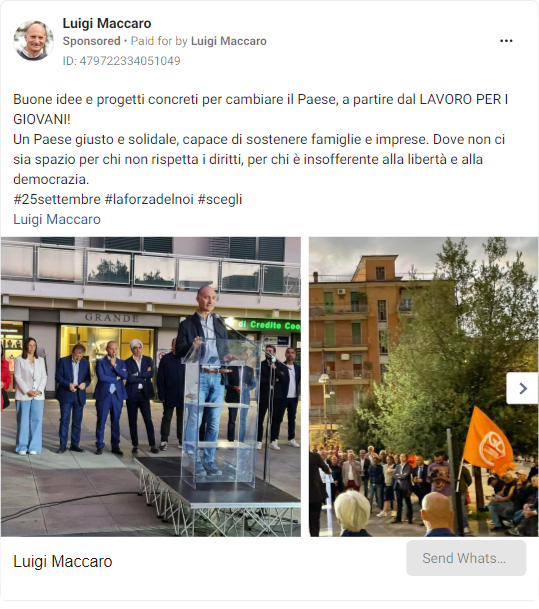 Luigi Maccaro
Sponsored • Paid for by Luigi Maccaro
ID: 479722334051049
Buone idee e progetti concreti per cambiare il Paese, a partire dal LAVORO PER I
GIOVANI!
Un Paese giusto e solidale, capace di sostenere famiglie e imprese. Dove non ci
sia spazio per chi non rispetta i diritti, per chi è insofferente alla libertà e alla
democrazia.
#25settembre #laforzadelnoi #scegli
Luigi Maccaro
GRANDE
di Credito Coo
Luigi Maccaro
Send Whats...